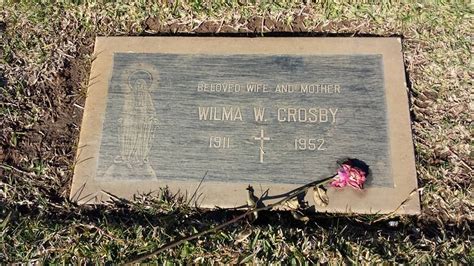 BELOVED WIFE AND MOTHER
WILMA W. CROSBY
1911 1952